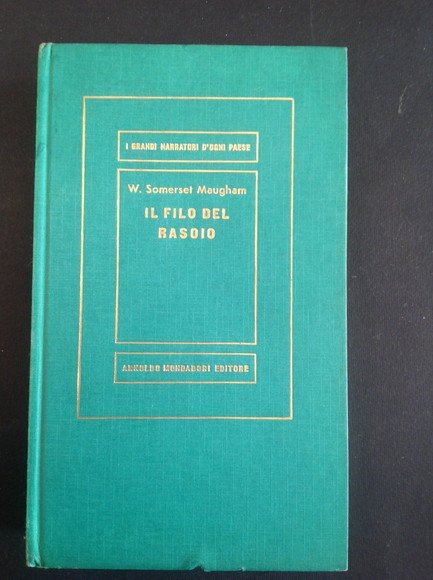 I GRANDI NARRATORI D'OGNI PAESE
W. Somerset Maugham
IL FILO DEL
RASOIO
ARNOLDO MONDADORI EDITORE